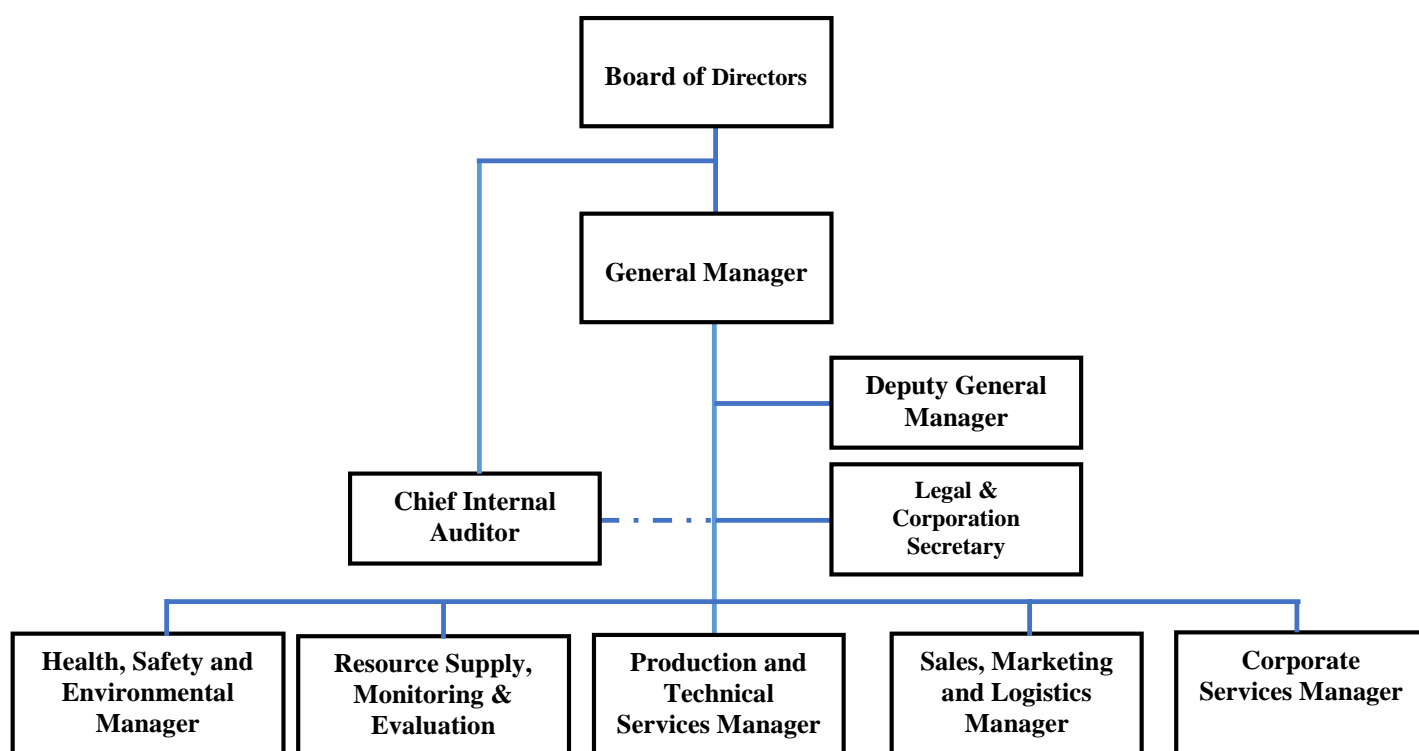 Board of Directors
General Manager
Deputy General
Manager
Chief Internal
Auditor
Legal &
Corporation
Secretary
Health, Safety and
Environmental
Manager
Resource Supply,
Monitoring &
Evaluation
Production and
Technical
Services Manager
Sales, Marketing
and Logistics
Manager
Corporate
Services Manager